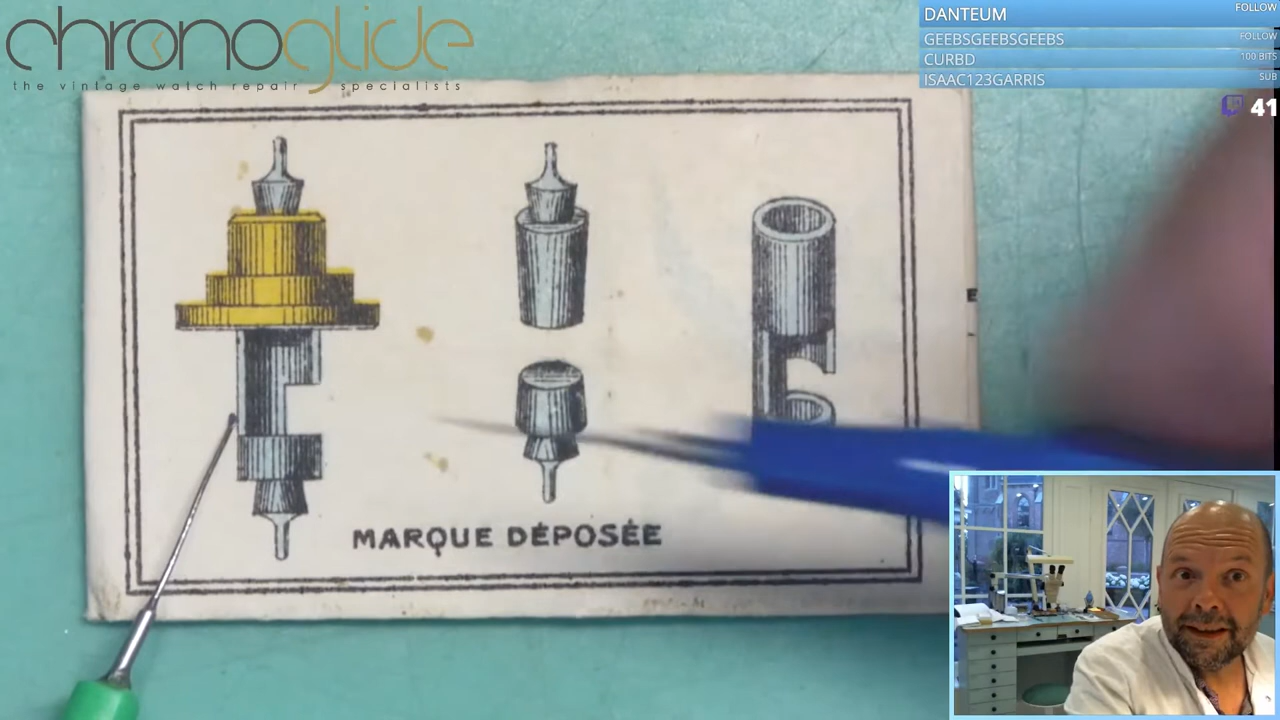 chronoglide
the vintage watch repair specialists
DANTEUM FOLLOW
GEEBSGEEBSGEEBS FOLLOW
CURBD 100 BITS
ISAAC123GARRIS SUB
41
E
MARQUE DÉPOSÉE